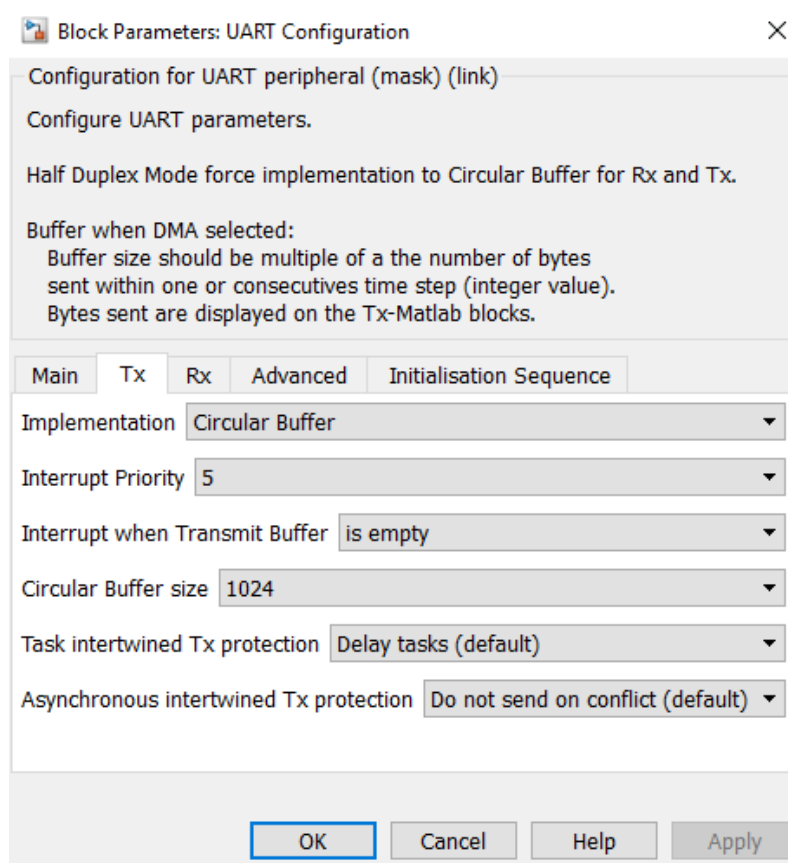 Block Parameters: UART Configuration
Configuration for UART peripheral (mask) (link)
Configure UART parameters.
Half Duplex Mode force implementation to Circular Buffer for Rx and Tx.
Buffer when DMA selected:
Buffer size should be multiple of a the number of bytes
sent within one or consecutives time step (integer value).
Bytes sent are displayed on the Tx-Matlab blocks.
Main Tx Rx Advanced Initialisation Sequence
Implementation Circular Buffer
Interrupt Priority 5
Interrupt when Transmit Buffer is empty
Circular Buffer size 1024
Task intertwined Tx protection Delay tasks (default)
Asynchronous intertwined Tx protection Do not send on conflict (default)
OK Cancel Help Apply